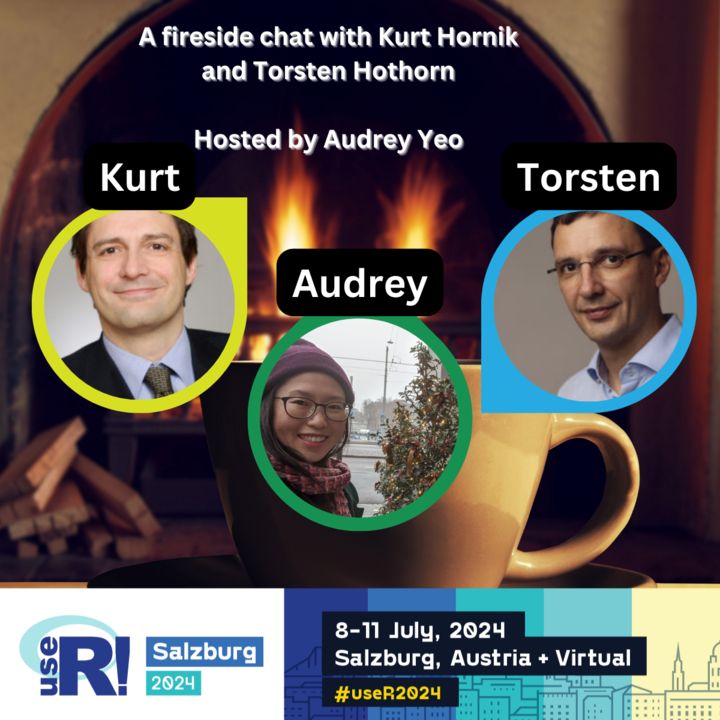 A fireside chat with Kurt Hornik
and Torsten Hothorn
Hosted by Audrey Yeo
Kurt
Torsten
Audrey
use
R!
Salzburg
2024
8-11 July, 2024
Salzburg, Austria + Virtual
#useR2024